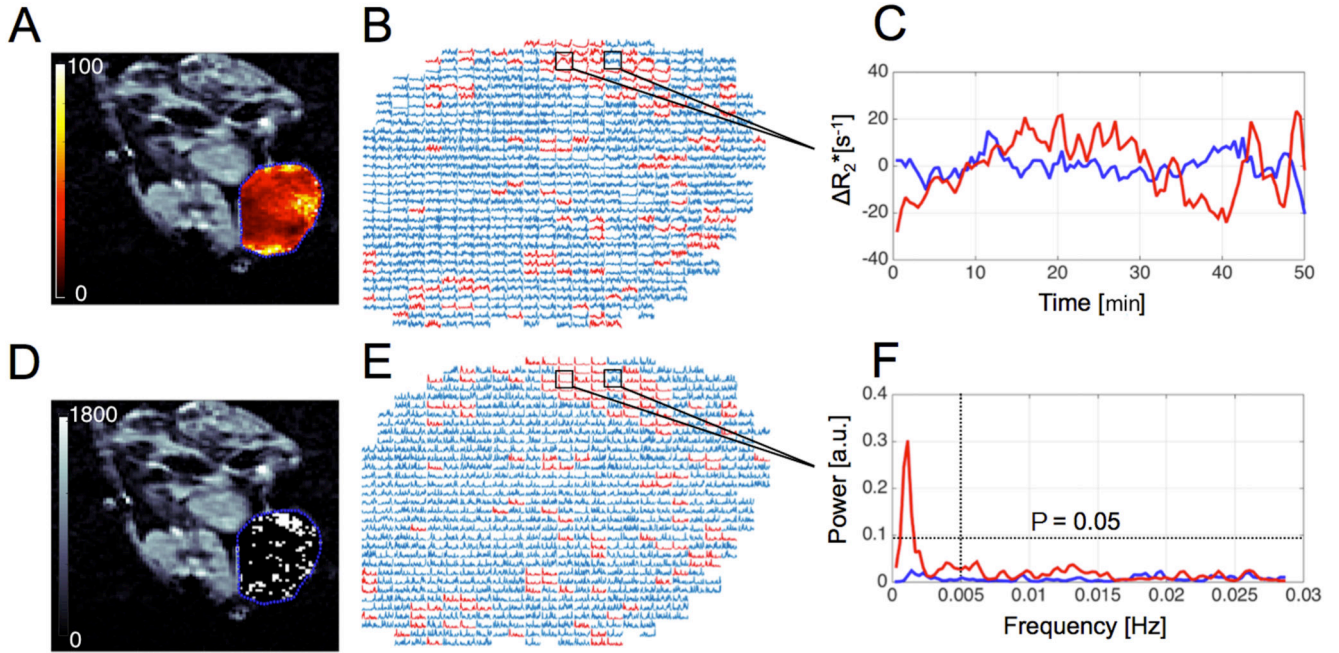 A
B
C
100
0
40
20
0
-20
-40
ΔR₂*[s⁻¹]
0
10
20
30
40
50
Time [min]
D
E
F
1800
0
0.4
0.3
0.2
0.1
0
Power [a.u.]
P = 0.05
0
0.005
0.01
0.015
0.02
0.025
0.03
Frequency [Hz]